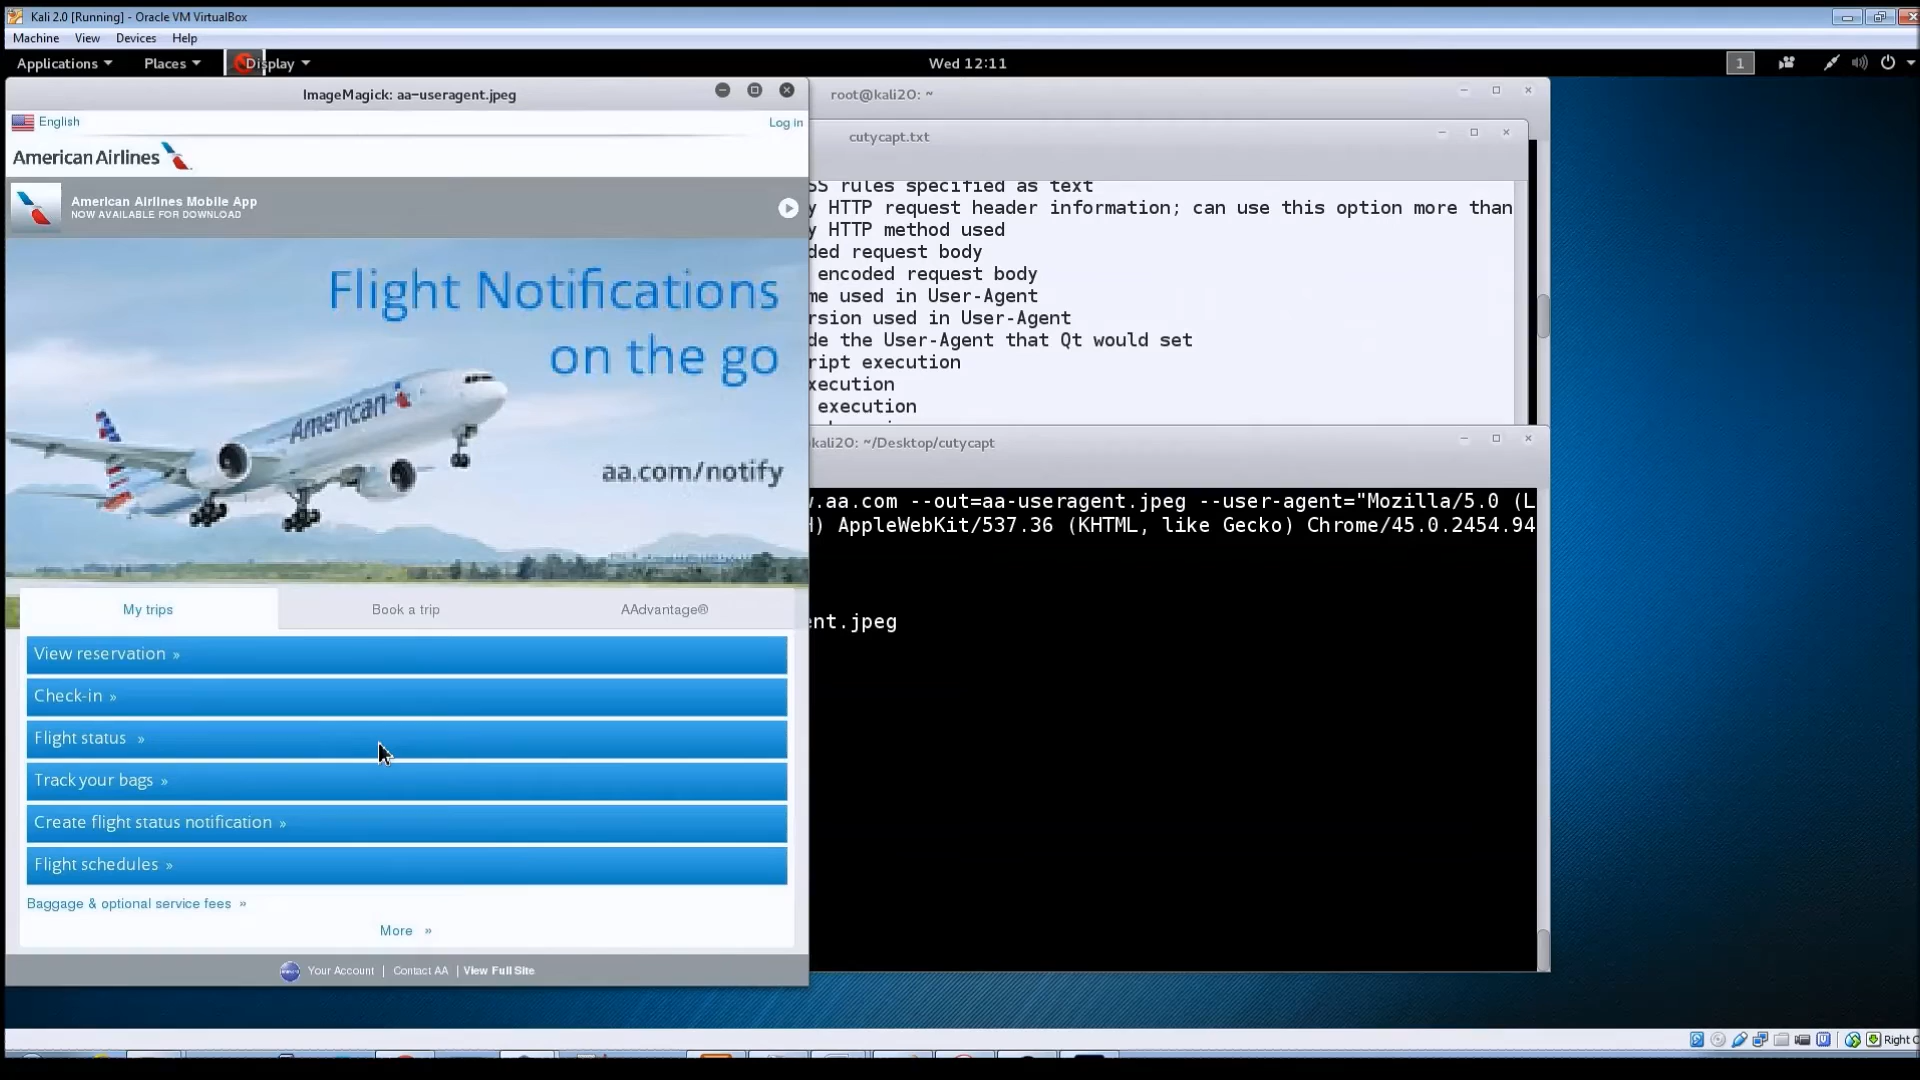 Kali 2.0 [Running] - Oracle VM VirtualBox
Machine View Devices Help
Applications Places Display Wed 12:11 1
ImageMagick: aa-useragent.jpeg
English Log in
American Airlines
American Airlines Mobile App
NOW AVAILABLE FOR DOWNLOAD
Flight Notifications
on the go
American
aa.com/notify
My trips Book a trip AAdvantage®
View reservation »
Check-in »
Flight status »
Track your bags »
Create flight status notification »
Flight schedules »
Baggage & optional service fees »
More »
Your Account | Contact AA | View Full Site
root@kali2O: ~
cutycapt.txt
SS rules specified as text
y HTTP request header information; can use this option more than
y HTTP method used
ded request body
encoded request body
me used in User-Agent
rsion used in User-Agent
de the User-Agent that Qt would set
ript execution
xecution
execution
kali2O: ~/Desktop/cutycapt
w.aa.com --out=aa-useragent.jpeg --user-agent="Mozilla/5.0 (L
H) AppleWebKit/537.36 (KHTML, like Gecko) Chrome/45.0.2454.94
ent.jpeg
Right C